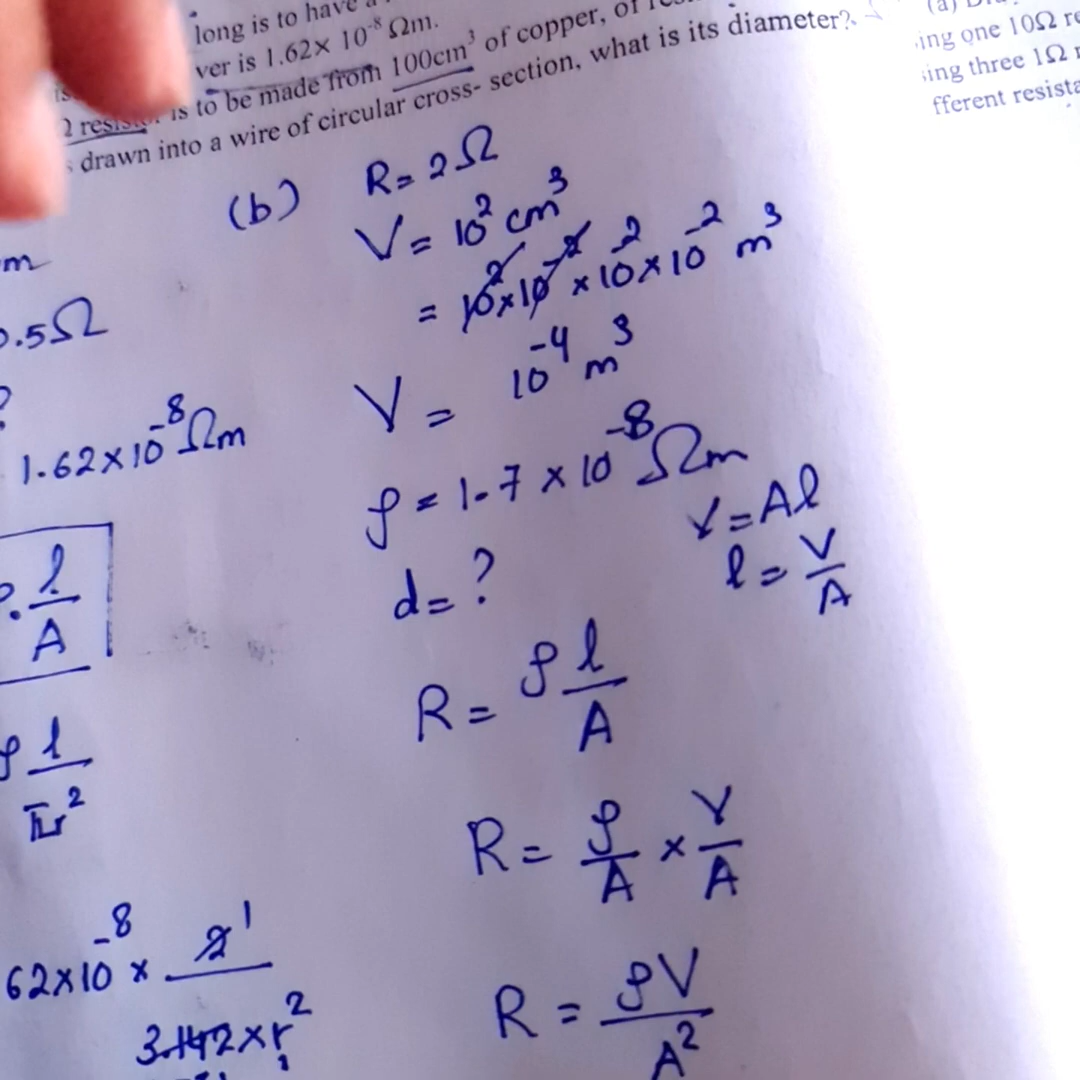 long is to have a
ver is 1.62× 10⁻⁸ Ωm.
is to be made from 100cm³ of copper, of
drawn into a wire of circular cross- section, what is its diameter?
(a)
ing one 10Ω re
ing three 1Ω r
fferent resista
(b) R = 2Ω
V = 10² cm³
= 10² × 10⁻² × 10⁻² × 10⁻² m³
V = 10⁻⁴ m³
ρ = 1.7 × 10⁻⁸ Ωm
V = Al
l = V/A
d = ?
R = ρ l/A
R = ρ/A × V/A
R = ρV/A²
m
0.5Ω
?
1.62×10⁻⁸ Ωm
l/A
ρ l/πr²
62×10⁻⁸ × 2 1
3.142×r²